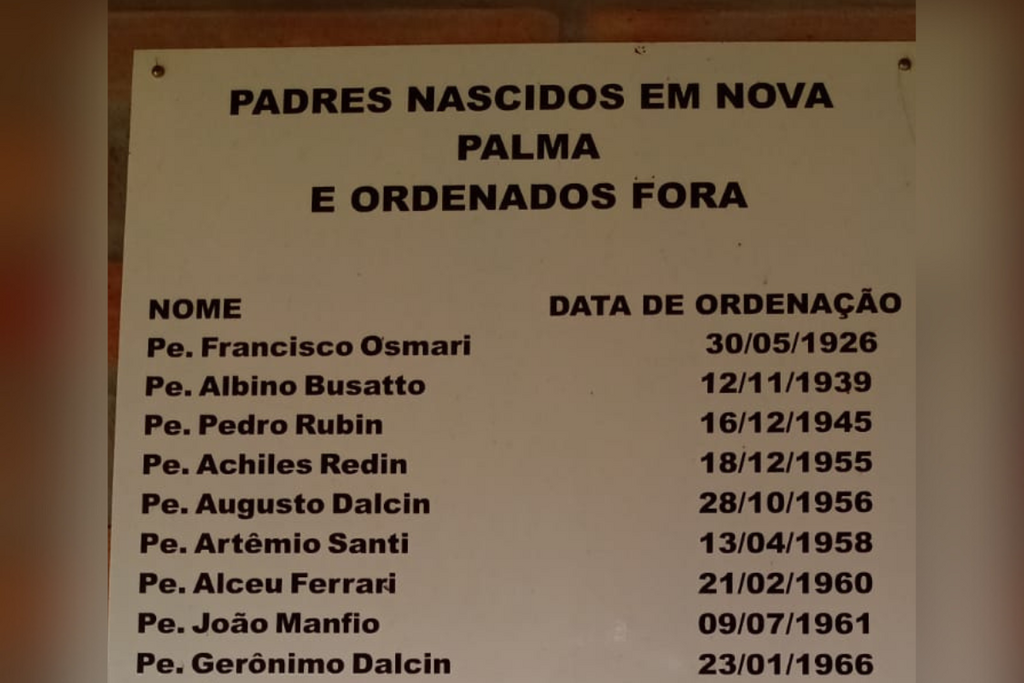 PADRES NASCIDOS EM NOVA
PALMA
E ORDENADOS FORA
NOME DATA DE ORDENAÇÃO
Pe. Francisco Osmari 30/05/1926
Pe. Albino Busatto 12/11/1939
Pe. Pedro Rubin 16/12/1945
Pe. Achiles Redin 18/12/1955
Pe. Augusto Dalcin 28/10/1956
Pe. Artêmio Santi 13/04/1958
Pe. Alceu Ferrari 21/02/1960
Pe. João Manfio 09/07/1961
Pe. Gerônimo Dalcin 23/01/1966